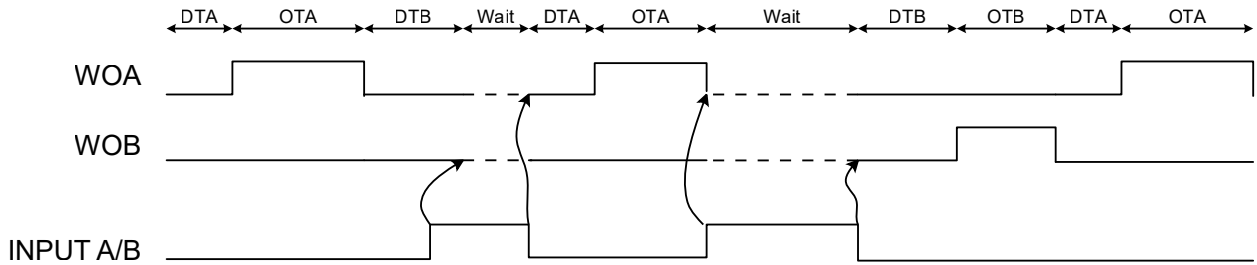 DTA OTA DTB Wait DTA OTA Wait DTB OTB DTA OTA
WOA
WOB
INPUT A/B